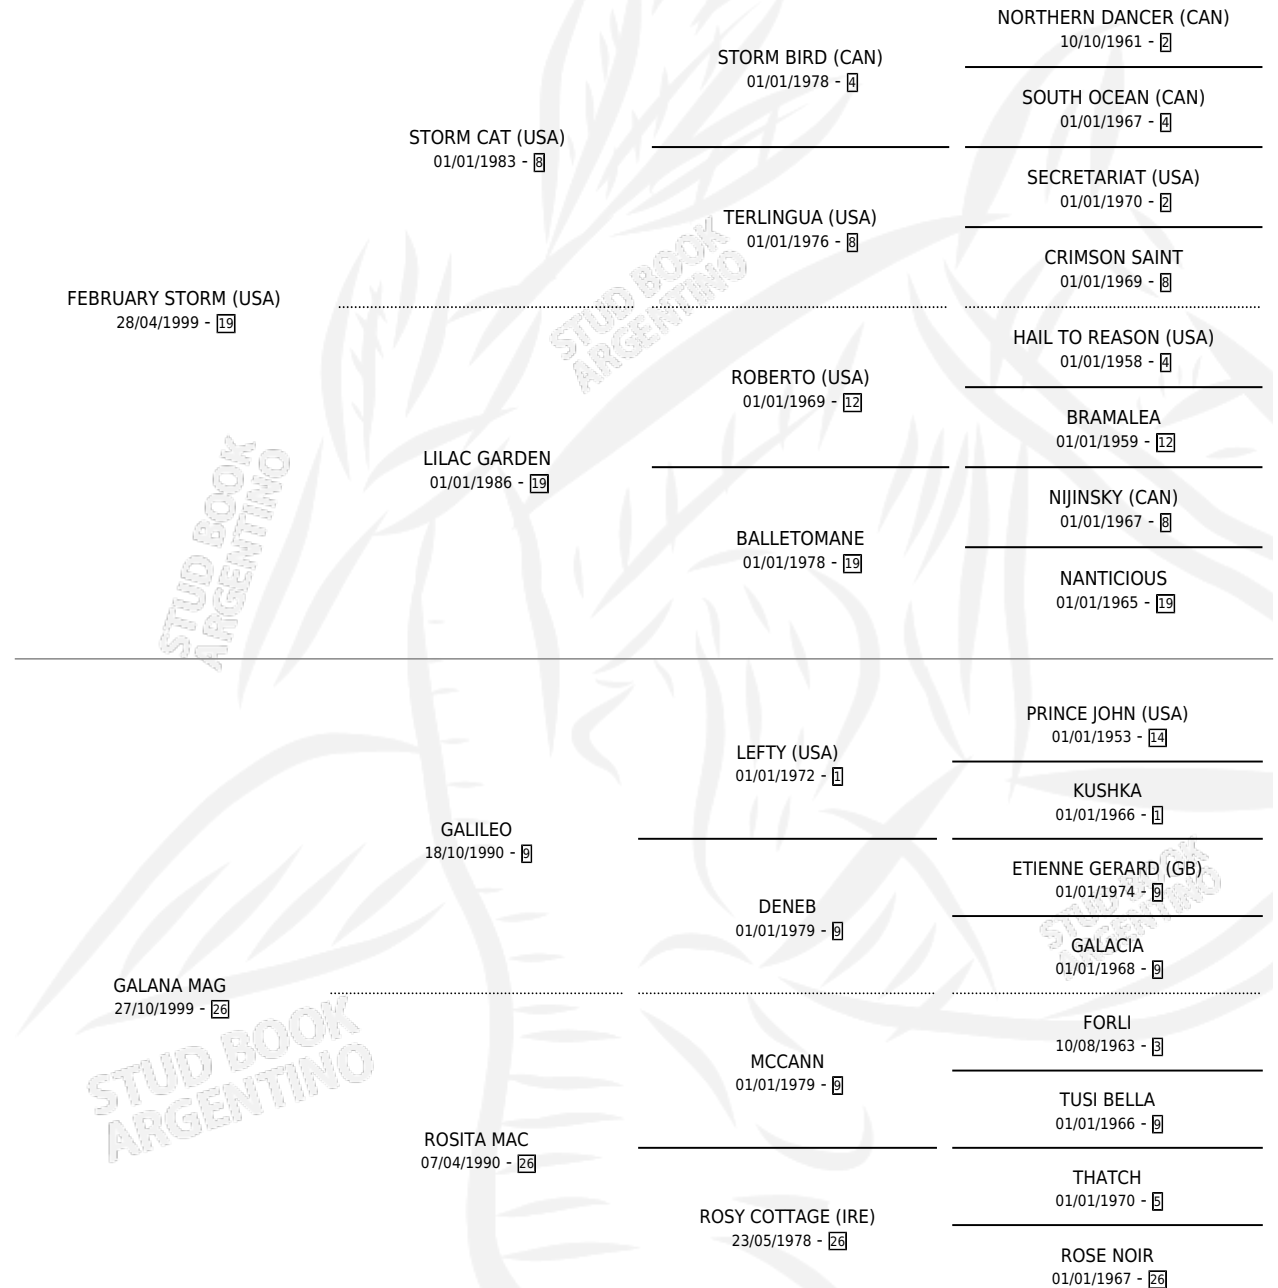 NORTHERN DANCER (CAN)
10/10/1961 - 2
STORM BIRD (CAN)
01/01/1978 - 4
SOUTH OCEAN (CAN)
01/01/1967 - 4
STORM CAT (USA)
01/01/1983 - 8
SECRETARIAT (USA)
01/01/1970 - 2
TERLINGUA (USA)
01/01/1976 - 8
CRIMSON SAINT
01/01/1969 - 8
FEBRUARY STORM (USA)
28/04/1999 - 19
STUD BOOK
ARGENTINO
HAIL TO REASON (USA)
01/01/1958 - 4
ROBERTO (USA)
01/01/1969 - 12
BRAMALEA
01/01/1959 - 12
LILAC GARDEN
01/01/1986 - 19
NIJINSKY (CAN)
01/01/1967 - 8
BALLETOMANE
01/01/1978 - 19
NANTICIOUS
01/01/1965 - 19
STUD BOOK
ARGENTINO
PRINCE JOHN (USA)
01/01/1953 - 14
LEFTY (USA)
01/01/1972 - 1
KUSHKA
01/01/1966 - 1
GALILEO
18/10/1990 - 9
ETIENNE GERARD (GB)
01/01/1974 - 9
DENEB
01/01/1979 - 9
STUD BOOK
ARGENTINO
GALACIA
01/01/1968 - 9
GALANA MAG
27/10/1999 - 26
FORLI
10/08/1963 - 3
STUD BOOK
ARGENTINO
MCCANN
01/01/1979 - 9
TUSI BELLA
01/01/1966 - 9
ROSITA MAC
07/04/1990 - 26
THATCH
01/01/1970 - 5
ROSY COTTAGE (IRE)
23/05/1978 - 26
ROSE NOIR
01/01/1967 - 26